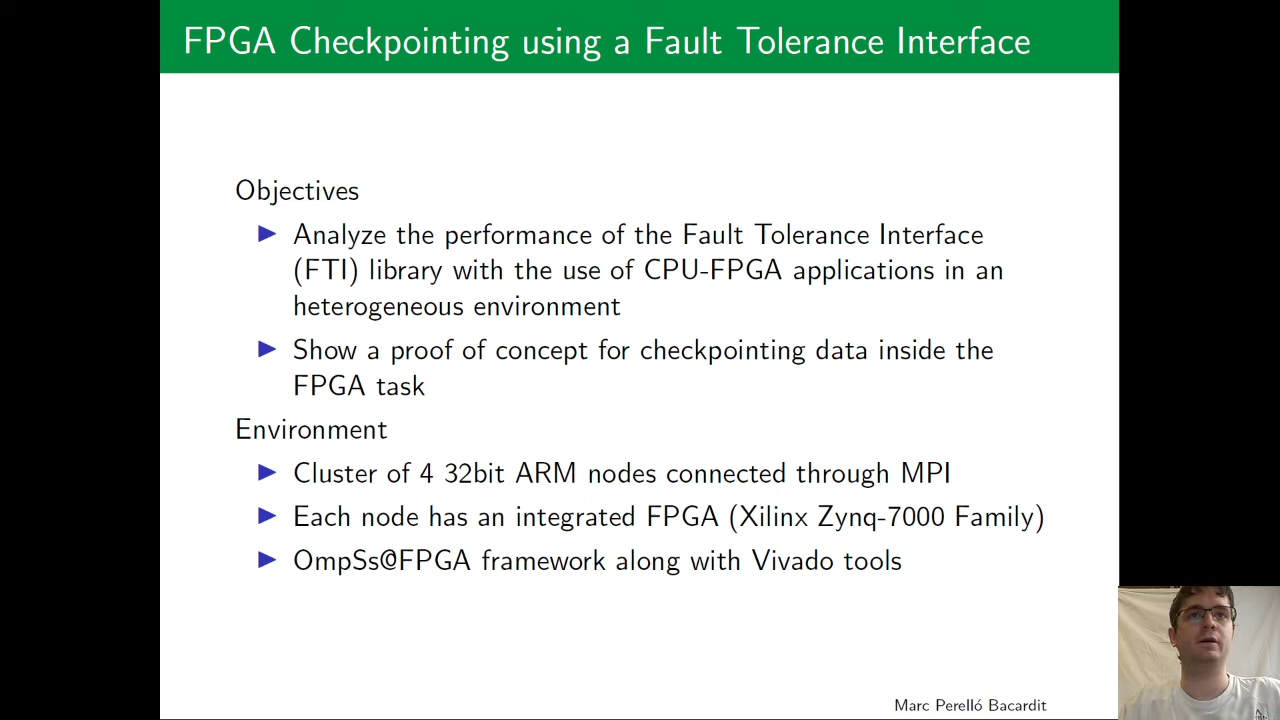 FPGA Checkpointing using a Fault Tolerance Interface
Objectives
Analyze the performance of the Fault Tolerance Interface
(FTI) library with the use of CPU-FPGA applications in an
heterogeneous environment
Show a proof of concept for checkpointing data inside the
FPGA task
Environment
Cluster of 4 32bit ARM nodes connected through MPI
Each node has an integrated FPGA (Xilinx Zynq-7000 Family)
OmpSs@FPGA framework along with Vivado tools
Marc Perelló Bacardit